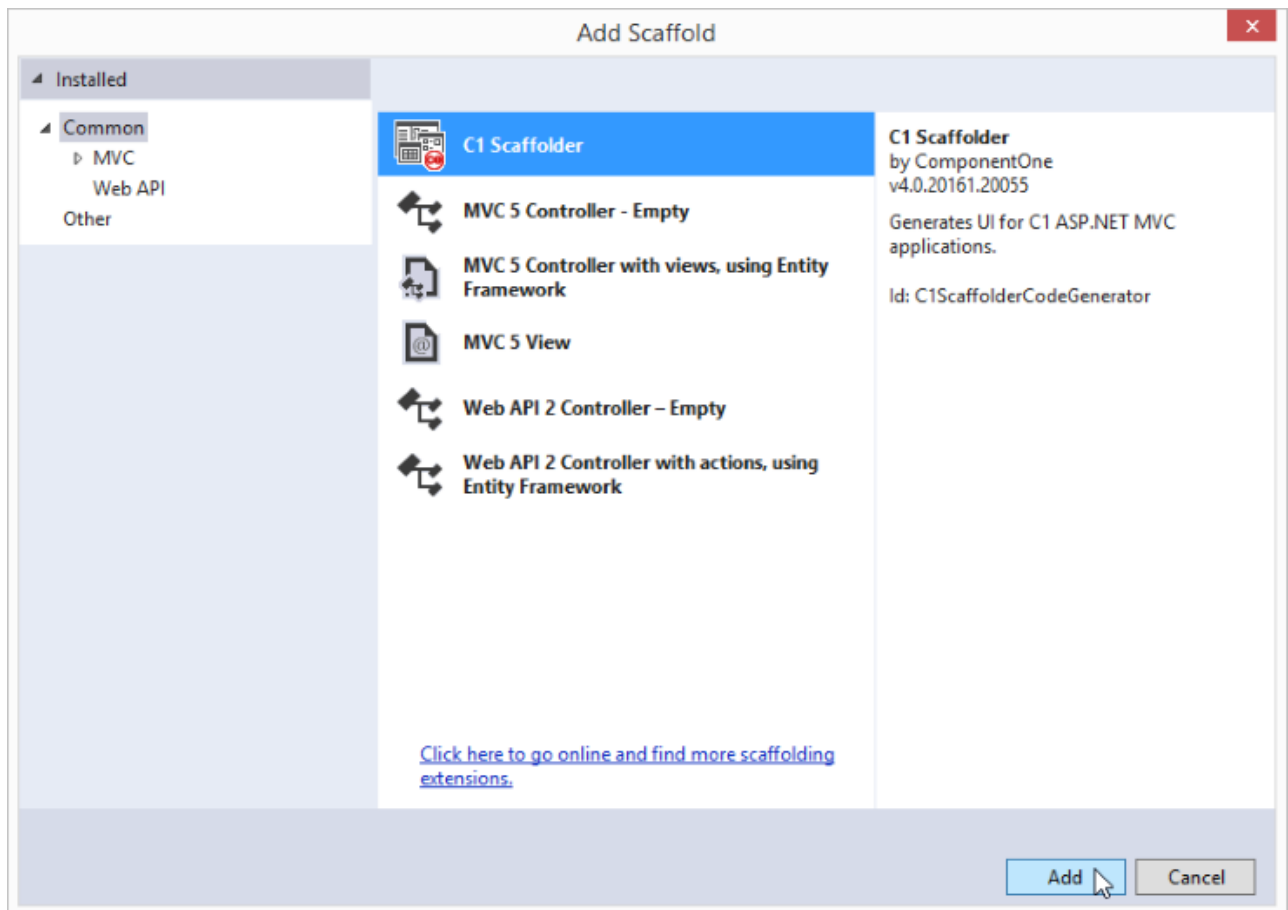 Add Scaffold
Installed
Common
MVC
Web API
Other
C1 Scaffolder
MVC 5 Controller - Empty
MVC 5 Controller with views, using Entity
Framework
MVC 5 View
Web API 2 Controller – Empty
Web API 2 Controller with actions, using
Entity Framework
Click here to go online and find more scaffolding
extensions.
C1 Scaffolder
by ComponentOne
v4.0.20161.20055
Generates UI for C1 ASP.NET MVC
applications.
Id: C1ScaffolderCodeGenerator
Add
Cancel